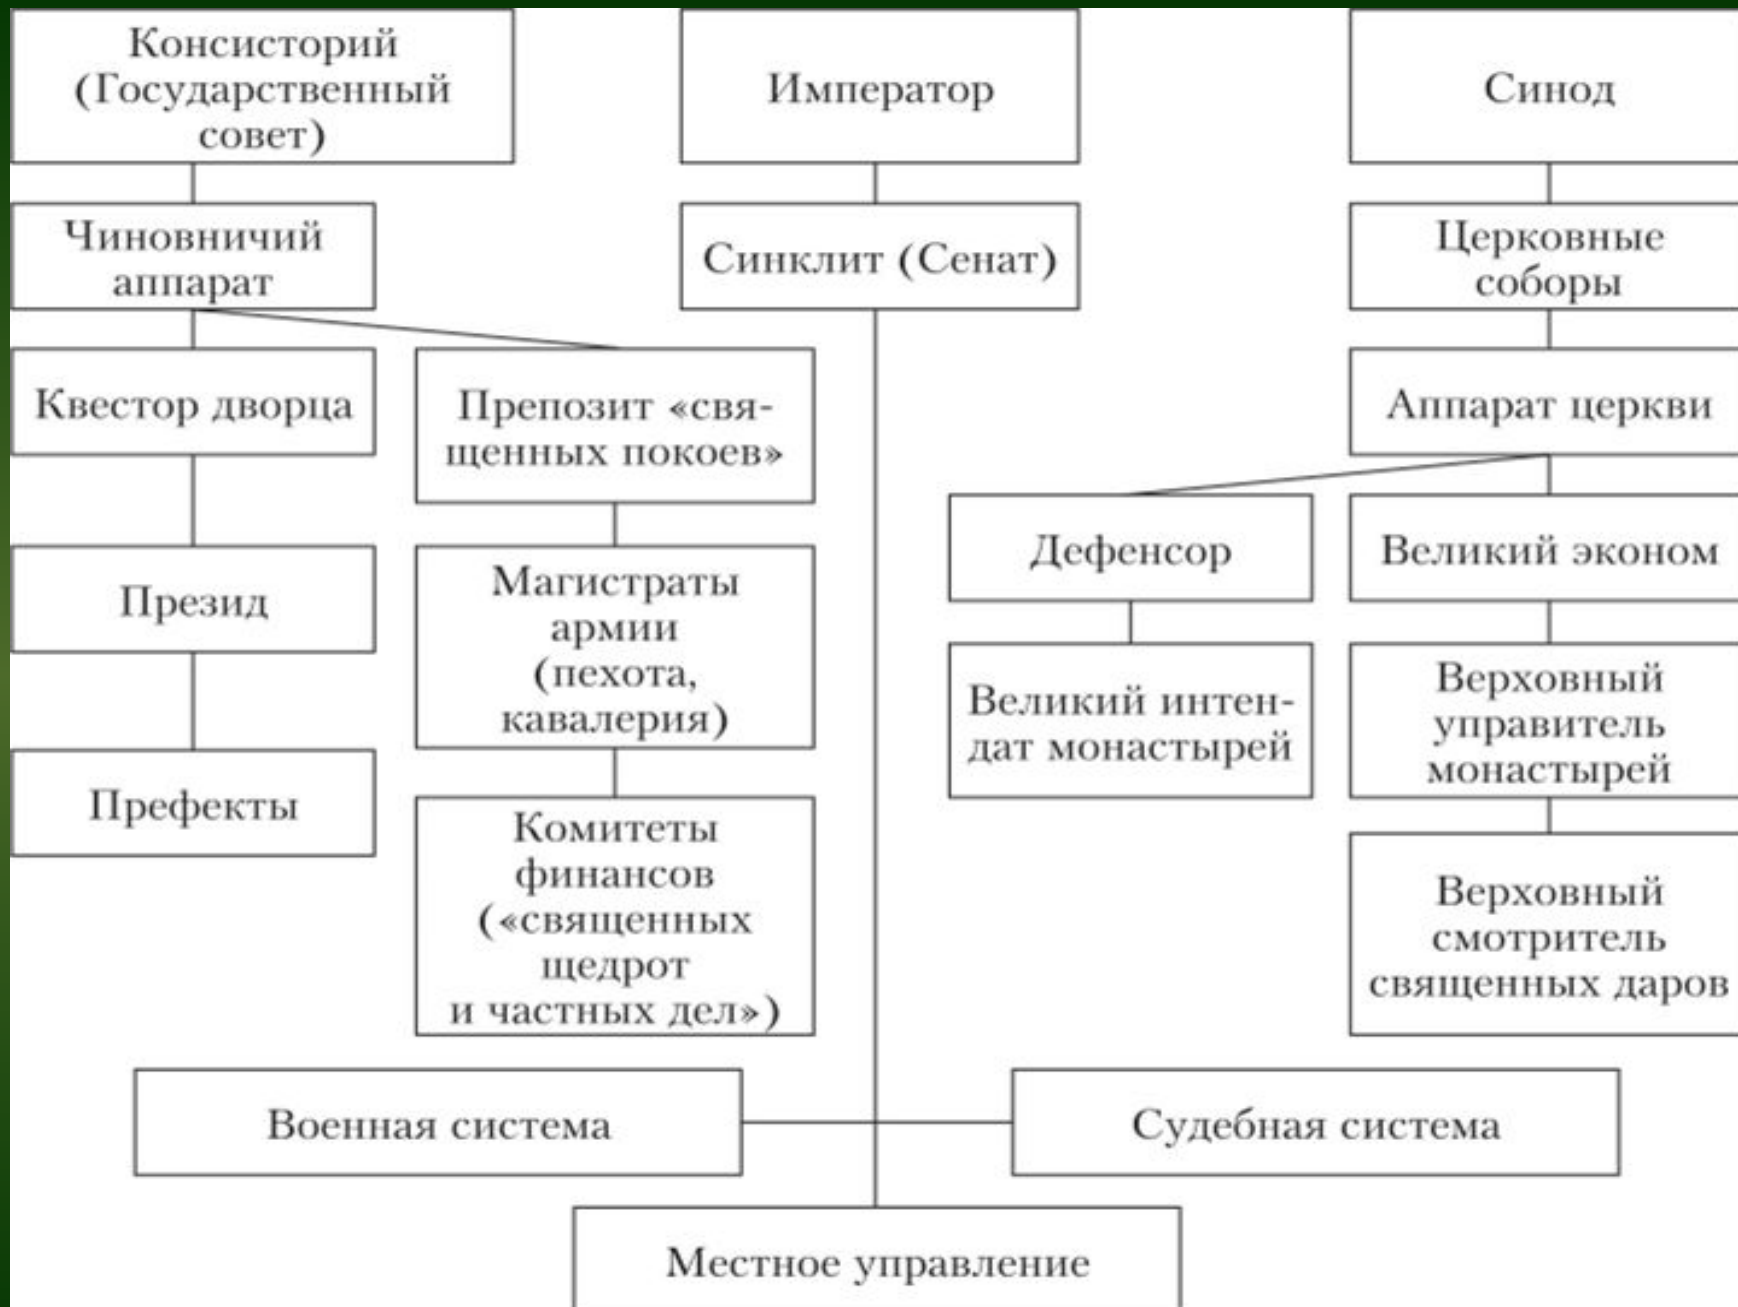 Консисторий
(Государственный
совет)
Император
Синод
Чиновничий
аппарат
Синклит (Сенат)
Церковные
соборы
Квестор дворца
Препозит «свя-
щенных покоев»
Аппарат церкви
Дефенсор
Великий эконом
Презид
Магистраты
армии
(пехота,
кавалерия)
Великий интен-
дат монастырей
Верховный
управитель
монастырей
Префекты
Комитеты
финансов
(«священных
щедрот
и частных дел»)
Верховный
смотритель
священных даров
Военная система
Судебная система
Местное управление